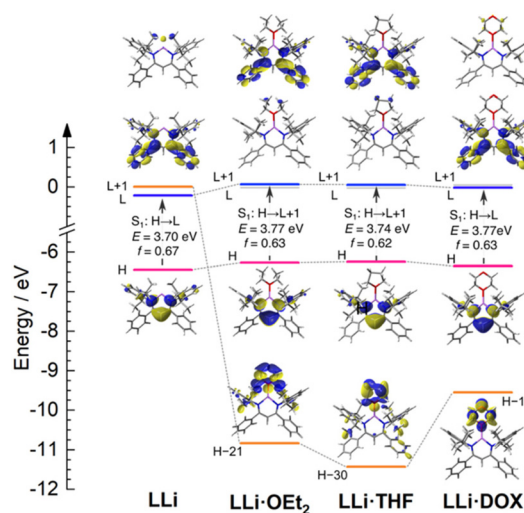 1
0
-6
-7
-8
-9
-10
-11
-12
Energy / eV
L+1
L
L+1
L
L+1
L
L+1
L
S₁: H→L
E = 3.70 eV
f = 0.67
S₁: H→L+1
E = 3.77 eV
f = 0.63
S₁: H→L+1
E = 3.74 eV
f = 0.62
S₁: H→L
E = 3.77eV
f = 0.63
H
H
H
H
H−21
H−30
H−1
LLi
LLi·OEt₂
LLi·THF
LLi·DOX